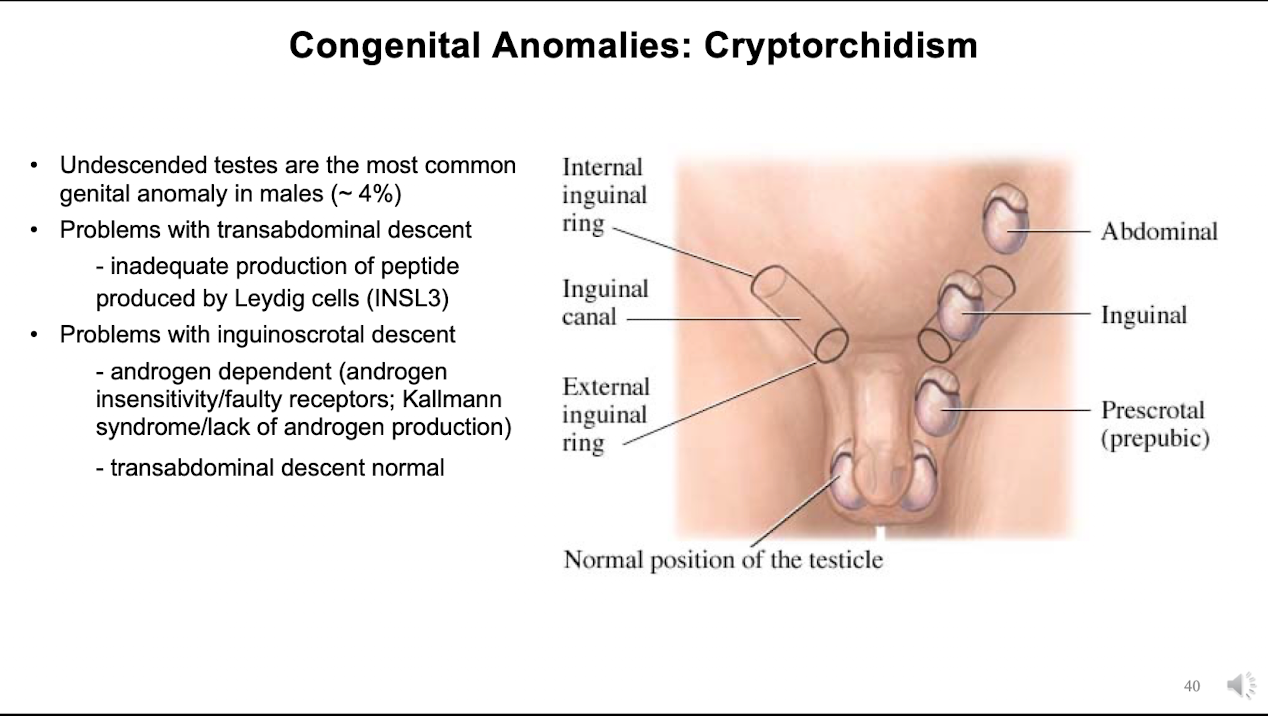 Congenital Anomalies: Cryptorchidism
• Undescended testes are the most common
genital anomaly in males (~ 4%)
• Problems with transabdominal descent
- inadequate production of peptide
produced by Leydig cells (INSL3)
• Problems with inguinoscrotal descent
- androgen dependent (androgen
insensitivity/faulty receptors; Kallmann
syndrome/lack of androgen production)
- transabdominal descent normal
Internal
inguinal
ring
Inguinal
canal
External
inguinal
ring
Normal position of the testicle
Abdominal
Inguinal
Prescrotal
(prepubic)
40